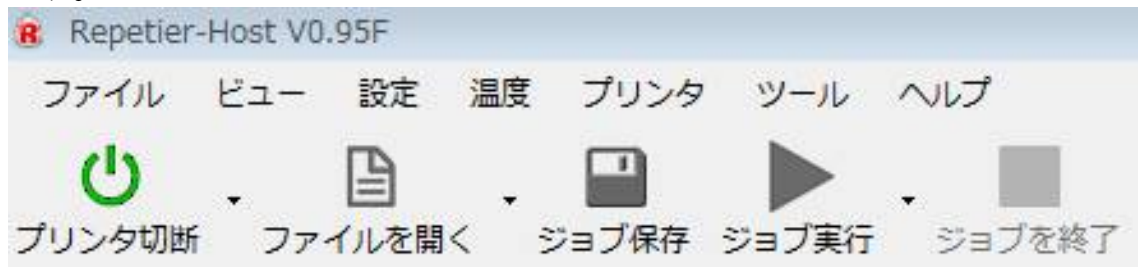 Repetier-Host V0.95F
ファイル ビュー 設定 温度 プリンタ ツール ヘルプ
プリンタ切断 ファイルを開く ジョブ保存 ジョブ実行 ジョブを終了